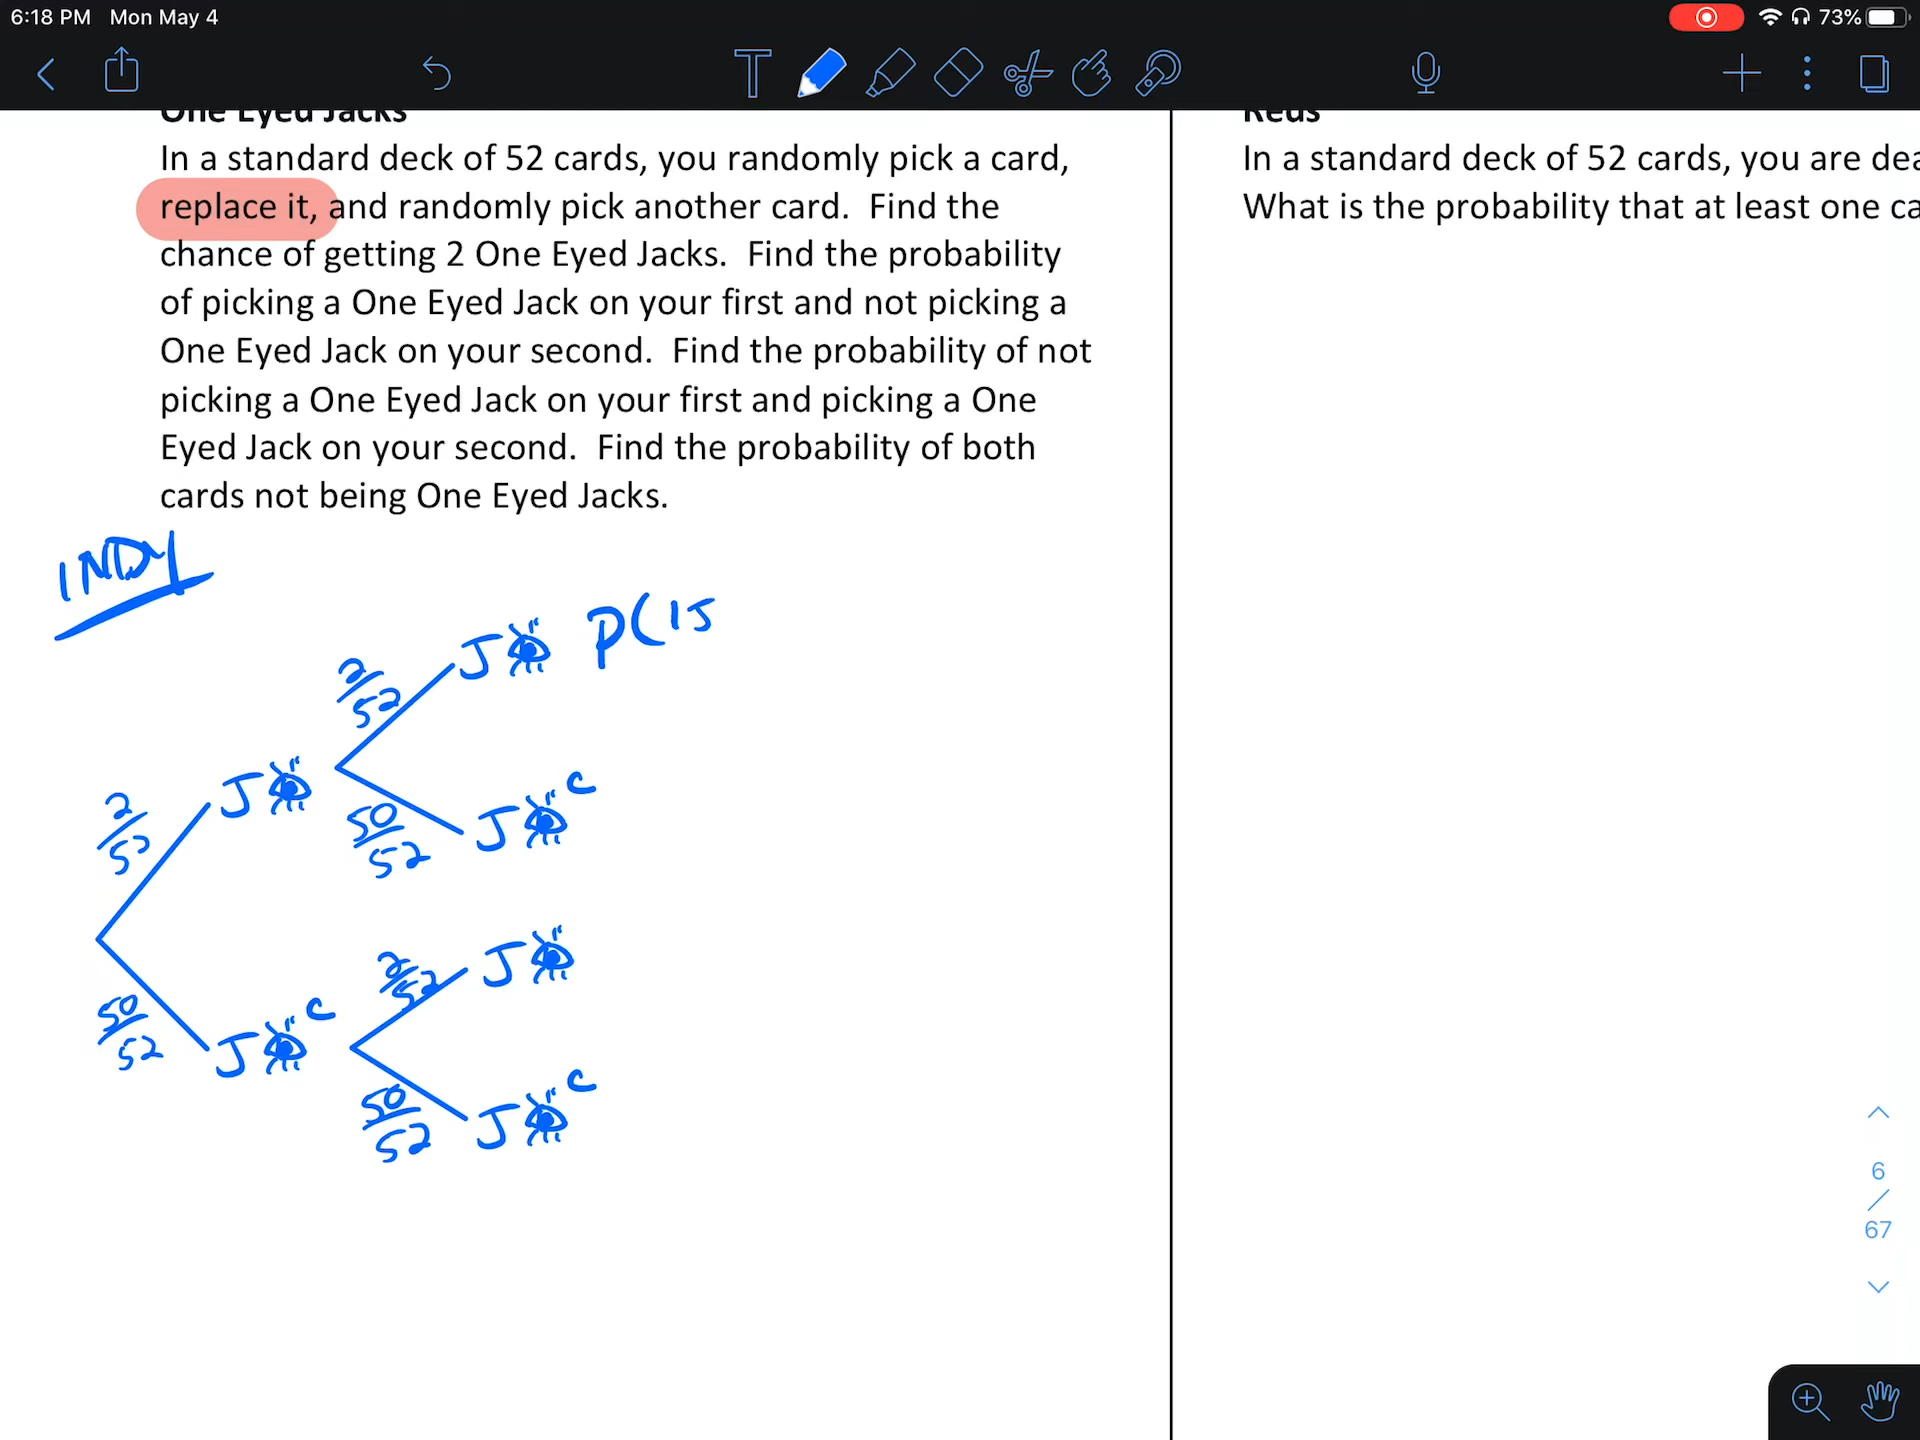 6:18 PM Mon May 4
73%
T
One Eyed Jacks
In a standard deck of 52 cards, you randomly pick a card,
replace it, and randomly pick another card. Find the
chance of getting 2 One Eyed Jacks. Find the probability
of picking a One Eyed Jack on your first and not picking a
One Eyed Jack on your second. Find the probability of not
picking a One Eyed Jack on your first and picking a One
Eyed Jack on your second. Find the probability of both
cards not being One Eyed Jacks.
INDY
J P(1J
2/52
J
2/52
J C
50/52
J
2/52
J C
50/52
J C
50/52
Reds
In a standard deck of 52 cards, you are dea
What is the probability that at least one ca
6
/
67